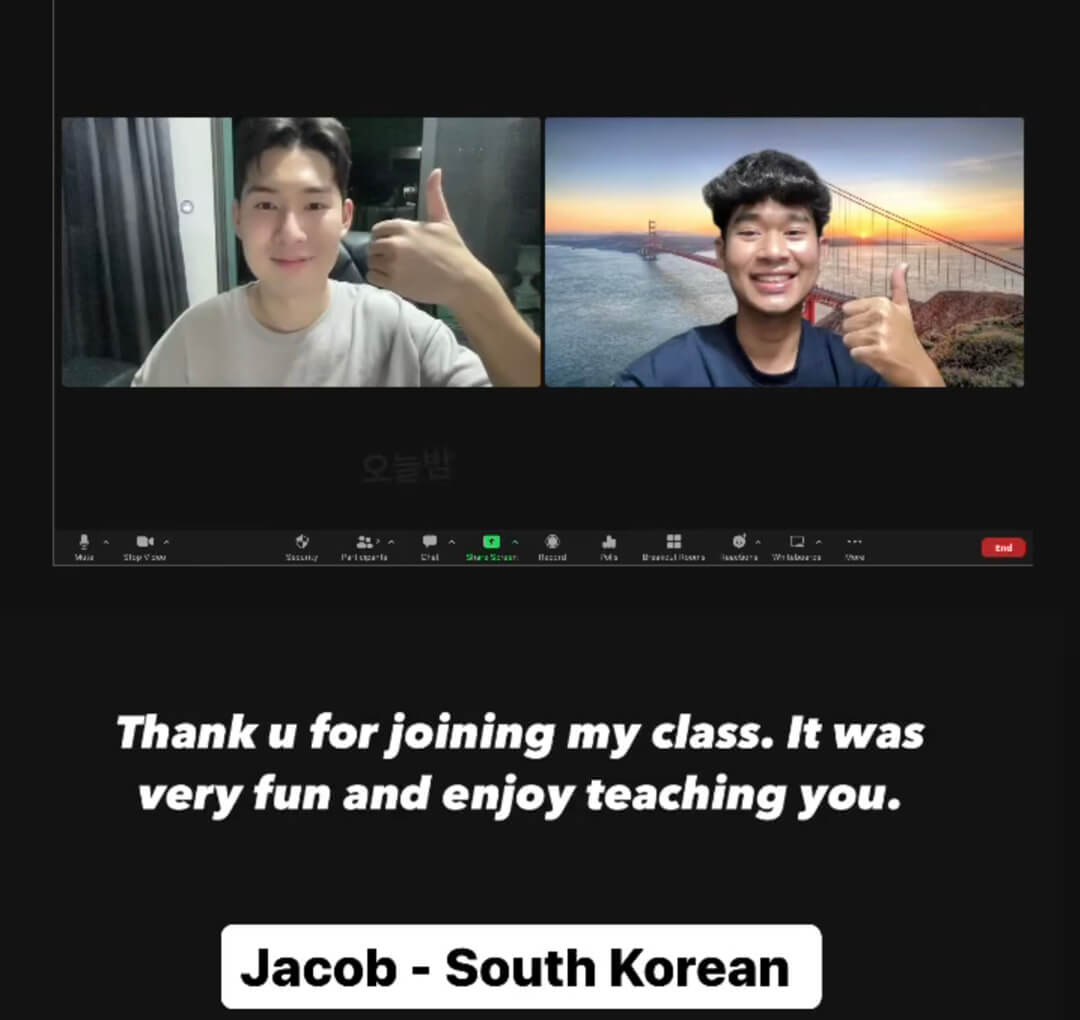 오늘밤
Mute
Stop Video
Security
Participants
Chat
Share Screen
Record
Polls
Breakout Rooms
Reactions
Whiteboards
More
End
Thank u for joining my class. It was
very fun and enjoy teaching you.
Jacob - South Korean